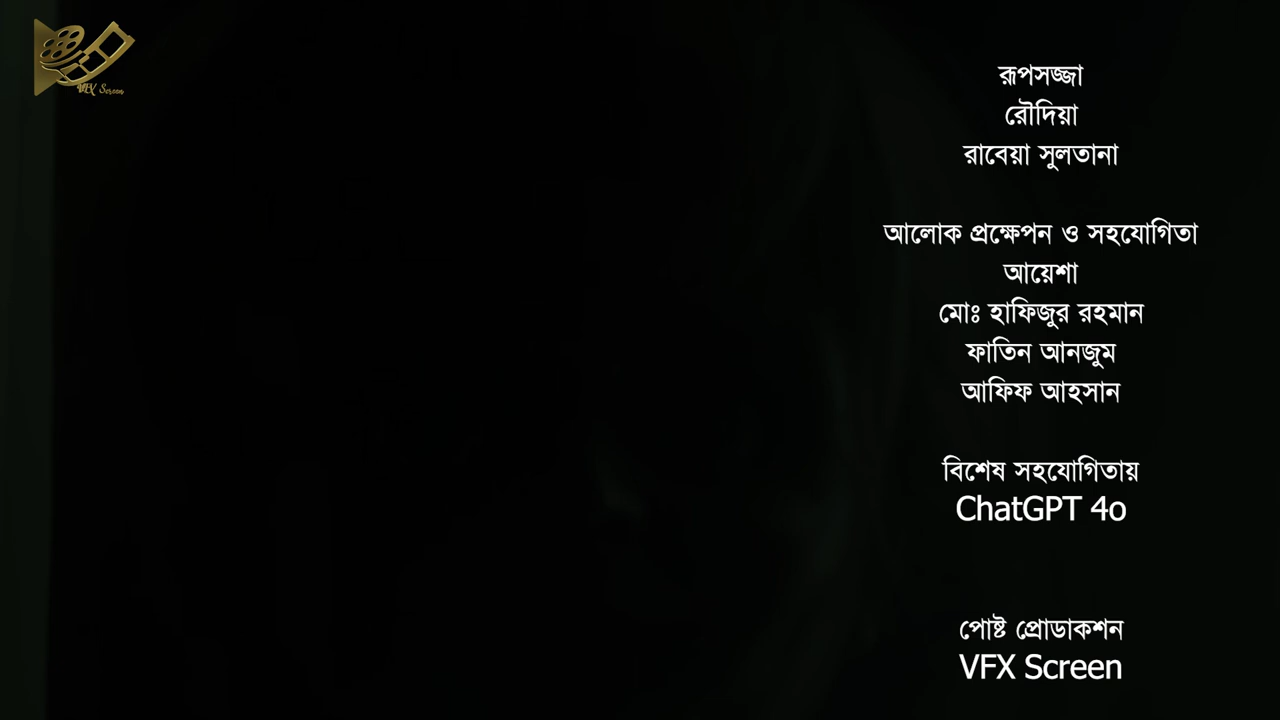 VFX Screen
রূপসজ্জা
রৌদিয়া
রাবেয়া সুলতানা
আলোক প্রক্ষেপন ও সহযোগিতা
আয়েশা
মোঃ হাফিজুর রহমান
ফাতিন আনজুম
আফিফ আহসান
বিশেষ সহযোগিতায়
ChatGPT 4o
পোষ্ট প্রোডাকশন
VFX Screen